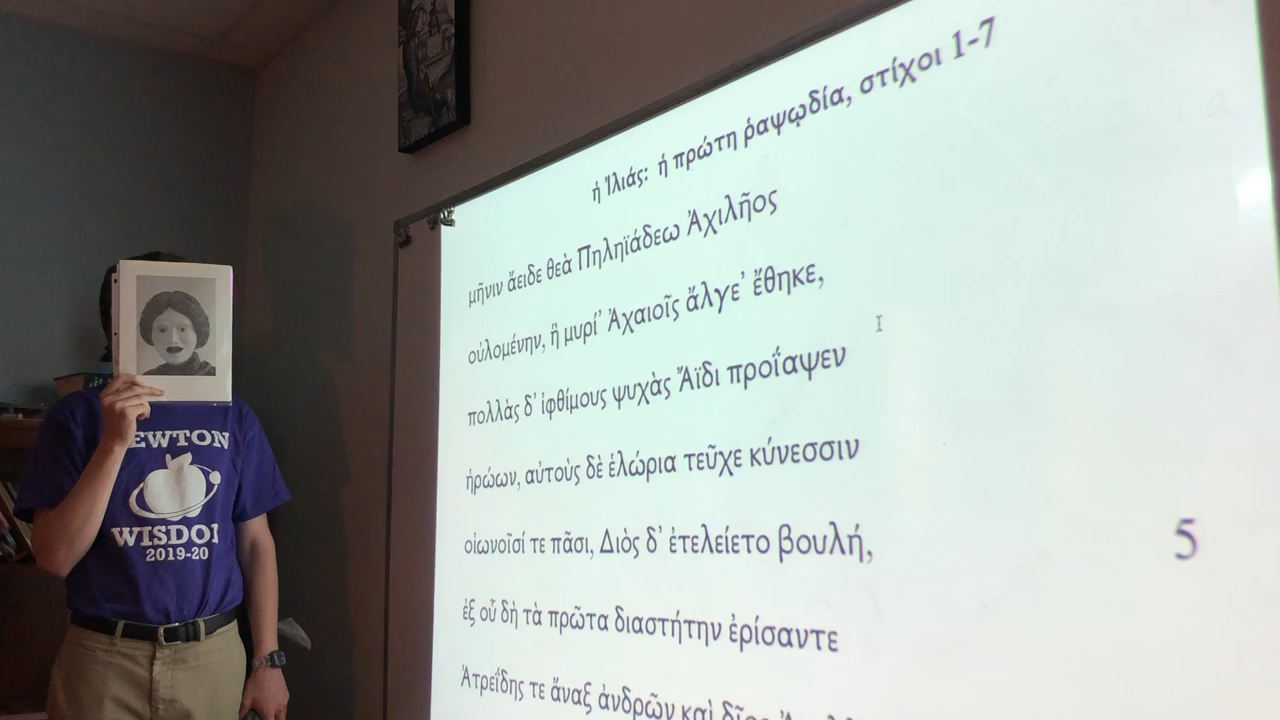 ἡ Ἰλιάς: ἡ πρώτη ῥαψῳδία, στίχοι 1-7
μῆνιν ἄειδε θεὰ Πηληϊάδεω Ἀχιλῆος
οὐλομένην, ἣ μυρί’ Ἀχαιοῖς ἄλγε’ ἔθηκε,
πολλὰς δ’ ἰφθίμους ψυχὰς Ἄϊδι προΐαψεν
ἡρώων, αὐτοὺς δὲ ἑλώρια τεῦχε κύνεσσιν
οἰωνοῖσί τε πᾶσι, Διὸς δ’ ἐτελείετο βουλή,
5
ἐξ οὗ δὴ τὰ πρῶτα διαστήτην ἐρίσαντε
Ἀτρεΐδης τε ἄναξ ἀνδρῶν καὶ δῖος
EWTON
WISDO
2019-20